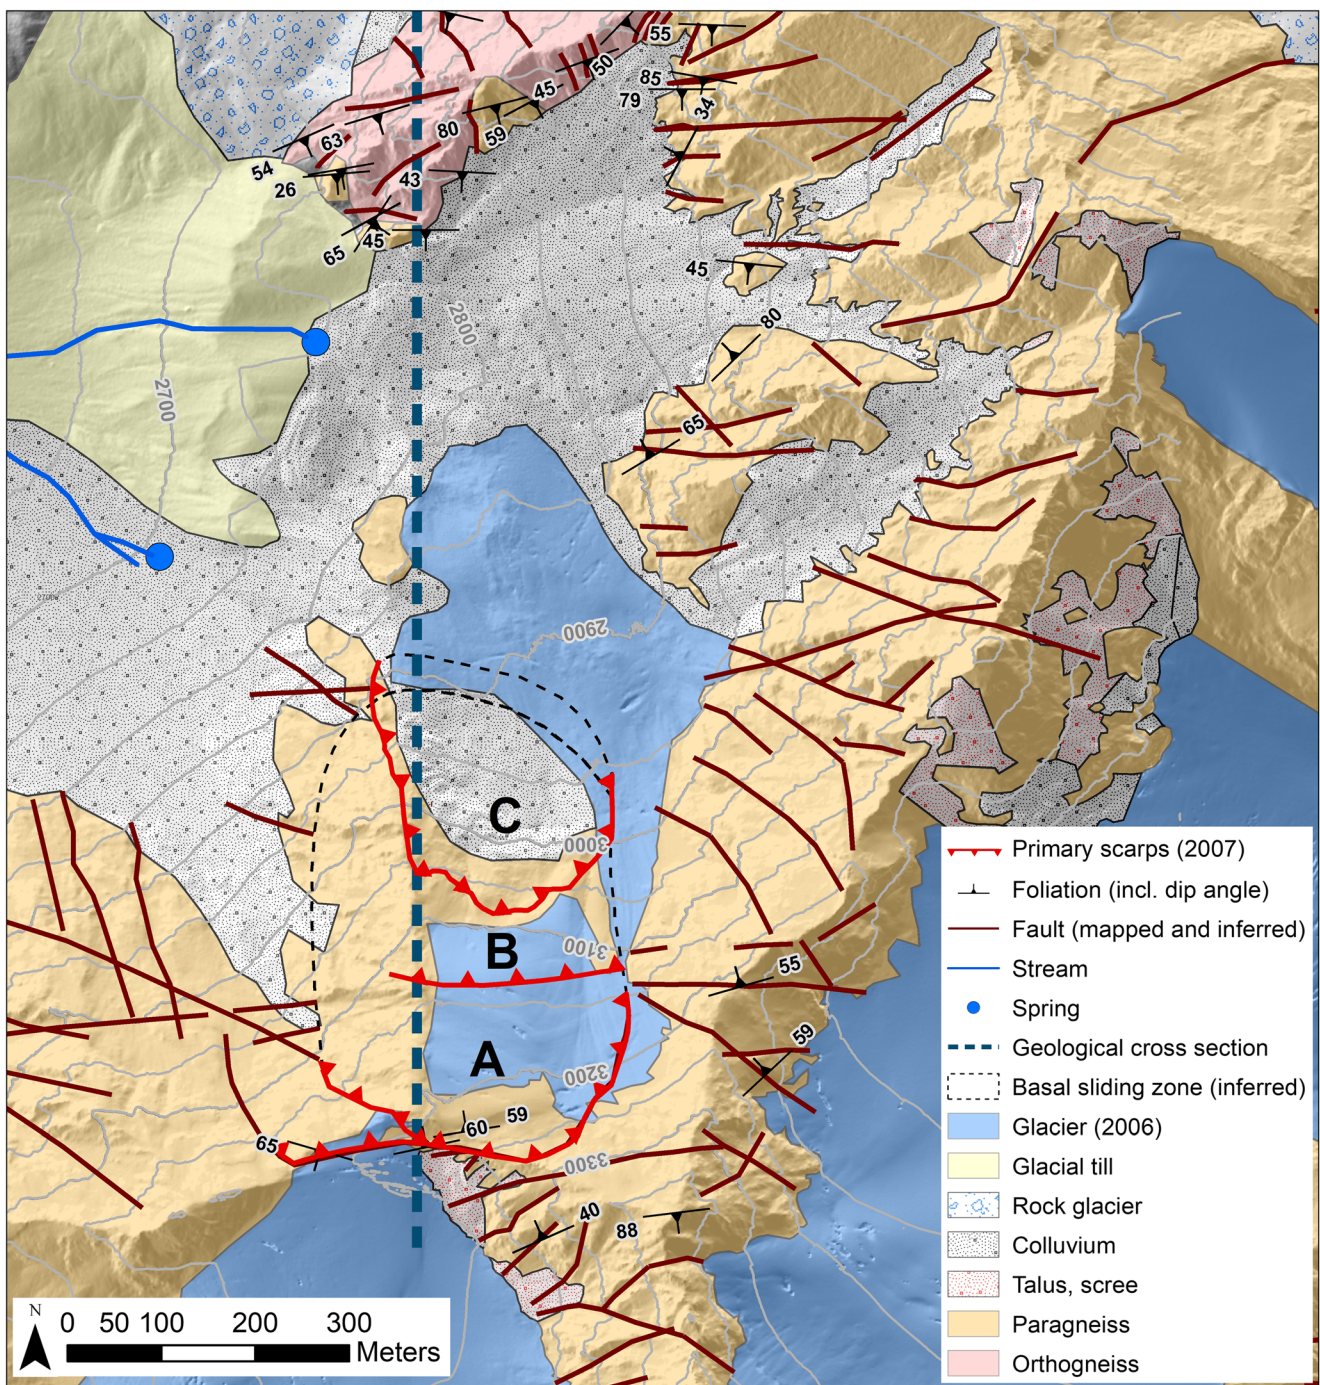 55
50
85
45
79
34
80
59
63
54
43
26
45
65
45
2800
80
2700
65
2700
2900
C
3000
B
3100
55
59
A
3200
59
60
65
3300
40
88
Primary scarps (2007)
Foliation (incl. dip angle)
Fault (mapped and inferred)
Stream
Spring
Geological cross section
Basal sliding zone (inferred)
Glacier (2006)
Glacial till
Rock glacier
Colluvium
Talus, scree
Paragneiss
Orthogneiss
N
0 50 100 200 300
Meters